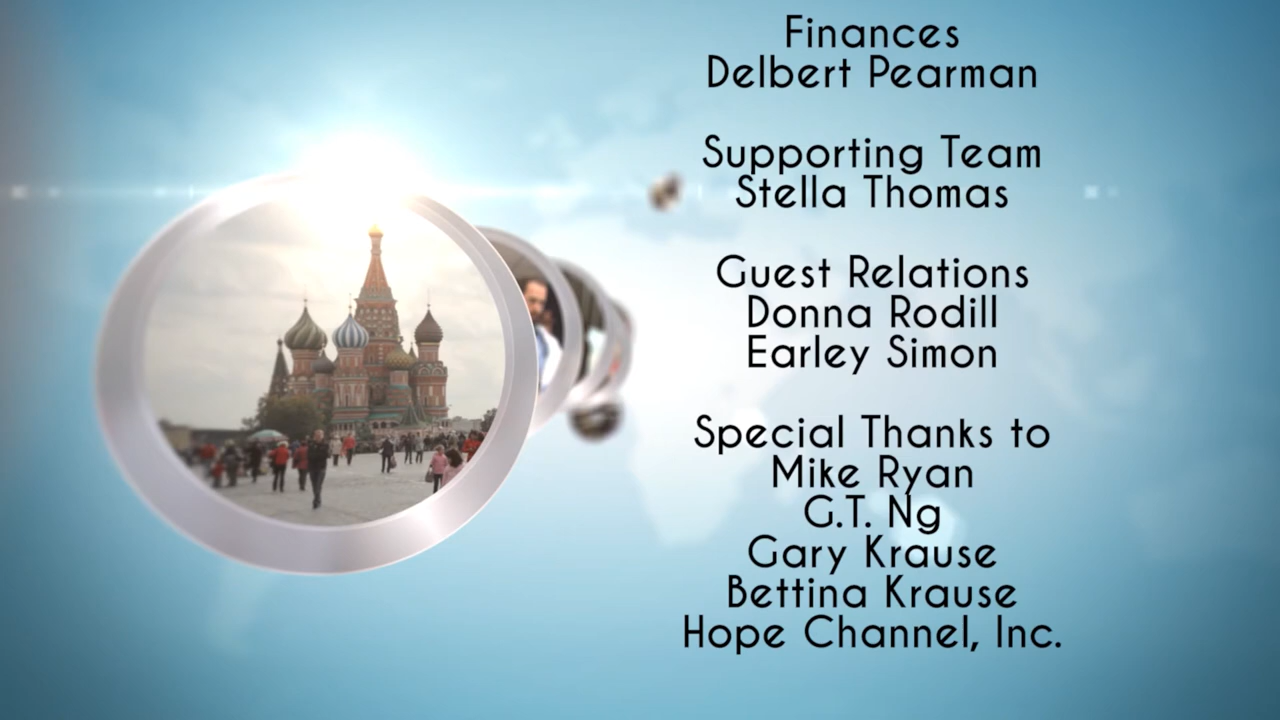 Finances
Delbert Pearman
Supporting Team
Stella Thomas
Guest Relations
Donna Rodill
Earley Simon
Special Thanks to
Mike Ryan
G.T. Ng
Gary Krause
Bettina Krause
Hope Channel, Inc.